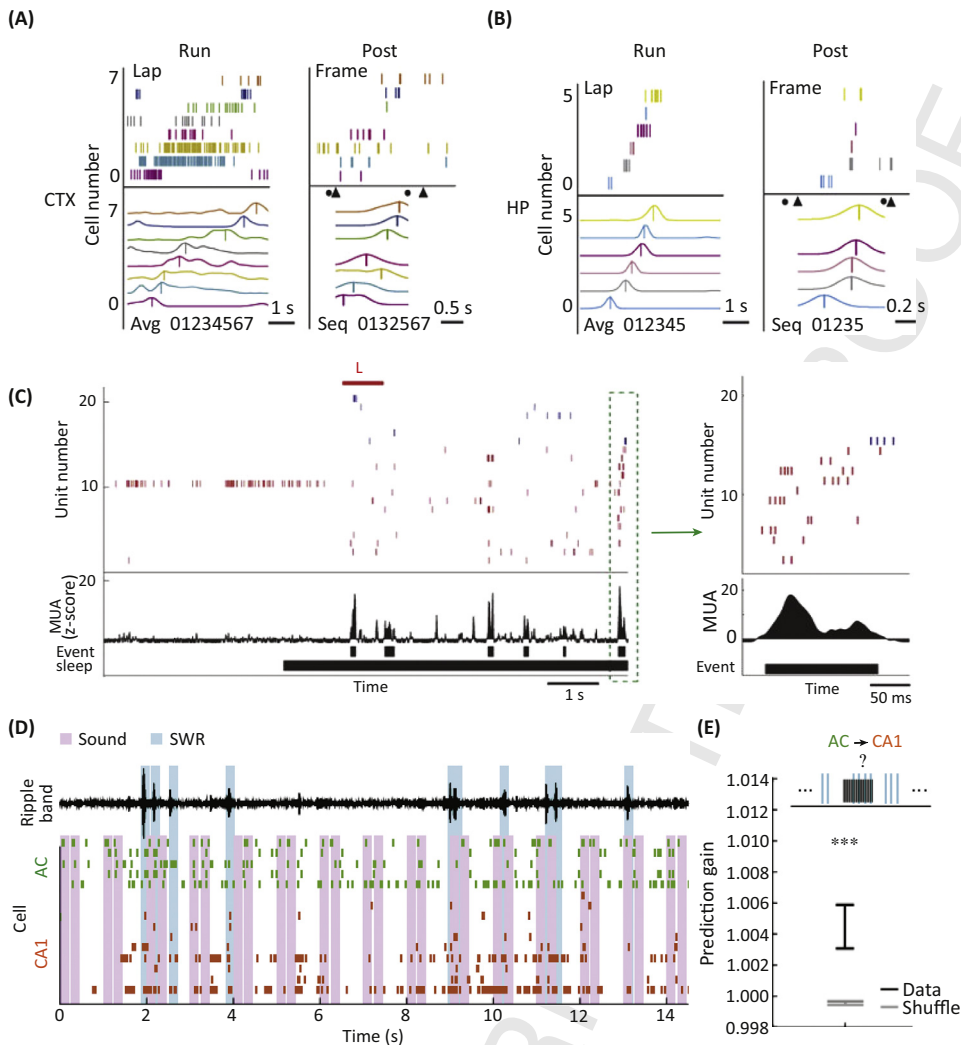 (A)
Run
Post
7
Lap
Frame
0
CTX
Cell number
7
0
1 s
0.5 s
Avg 01234567
Seq 0132567
(B)
Run
Post
5
Lap
Frame
0
HP
Cell number
5
0
1 s
0.2 s
Avg 012345
Seq 01235
(C)
L
20
10
Unit number
20
0
MUA
(z-score)
Event
sleep
Time
1 s
20
10
Unit number
20
0
MUA
Event
Time
50 ms
(D)
Sound
SWR
Ripple
band
AC
Cell
CA1
0 2 4 6 8 10 12 14
Time (s)
(E)
AC → CA1
?
... ...
***
1.014
1.010
1.008
1.006
1.004
1.000
0.998
Prediction gain
Data
Shuffle